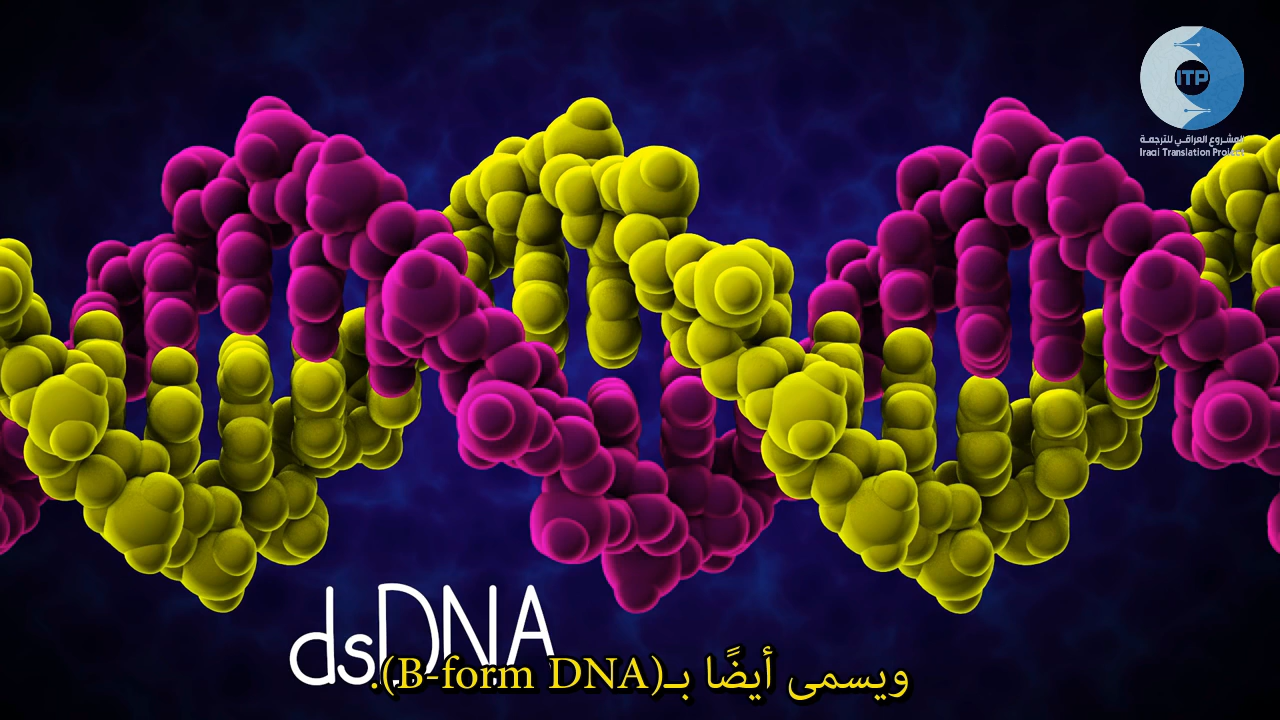 ITP
المشروع العراقي للترجمة
Iraqi Translation Project
dsDNA
ويسمى أيضًا بـ(B-form DNA).